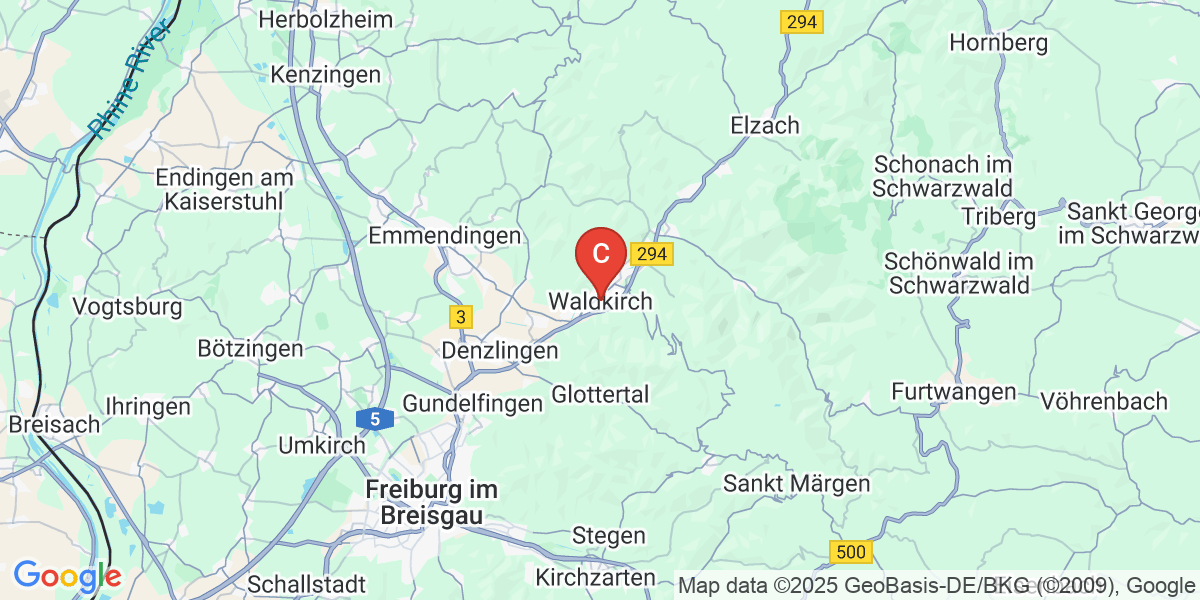 Herbolzheim
294
Hornberg
Rhine River
Kenzingen
Elzach
Endingen am
Kaiserstuhl
Schonach im
Schwarzwald
Triberg
Sankt George
im Schwarzw
Emmendingen
C
294
Schönwald im
Schwarzwald
Vogtsburg
Waldkirch
3
Bötzingen
Denzlingen
Ihringen
Gundelfingen
Glottertal
Furtwangen
Vöhrenbach
Breisach
5
Umkirch
Freiburg im
Breisgau
Sankt Märgen
Stegen
500
Google
Schallstadt
Kirchzarten
Map data ©2025 GeoBasis-DE/BKG (©2009), Google